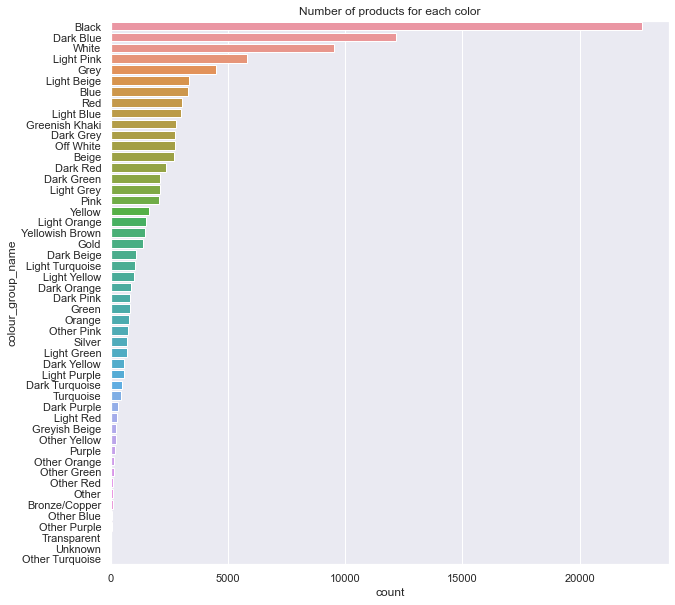 Number of products for each color
colour_group_name
Black
Dark Blue
White
Light Pink
Grey
Light Beige
Blue
Red
Light Blue
Greenish Khaki
Dark Grey
Off White
Beige
Dark Red
Dark Green
Light Grey
Pink
Yellow
Light Orange
Yellowish Brown
Gold
Dark Beige
Light Turquoise
Light Yellow
Dark Orange
Dark Pink
Green
Orange
Other Pink
Silver
Light Green
Dark Yellow
Light Purple
Dark Turquoise
Turquoise
Dark Purple
Light Red
Greyish Beige
Other Yellow
Purple
Other Orange
Other Green
Other Red
Other
Bronze/Copper
Other Blue
Other Purple
Transparent
Unknown
Other Turquoise
0 5000 10000 15000 20000
count